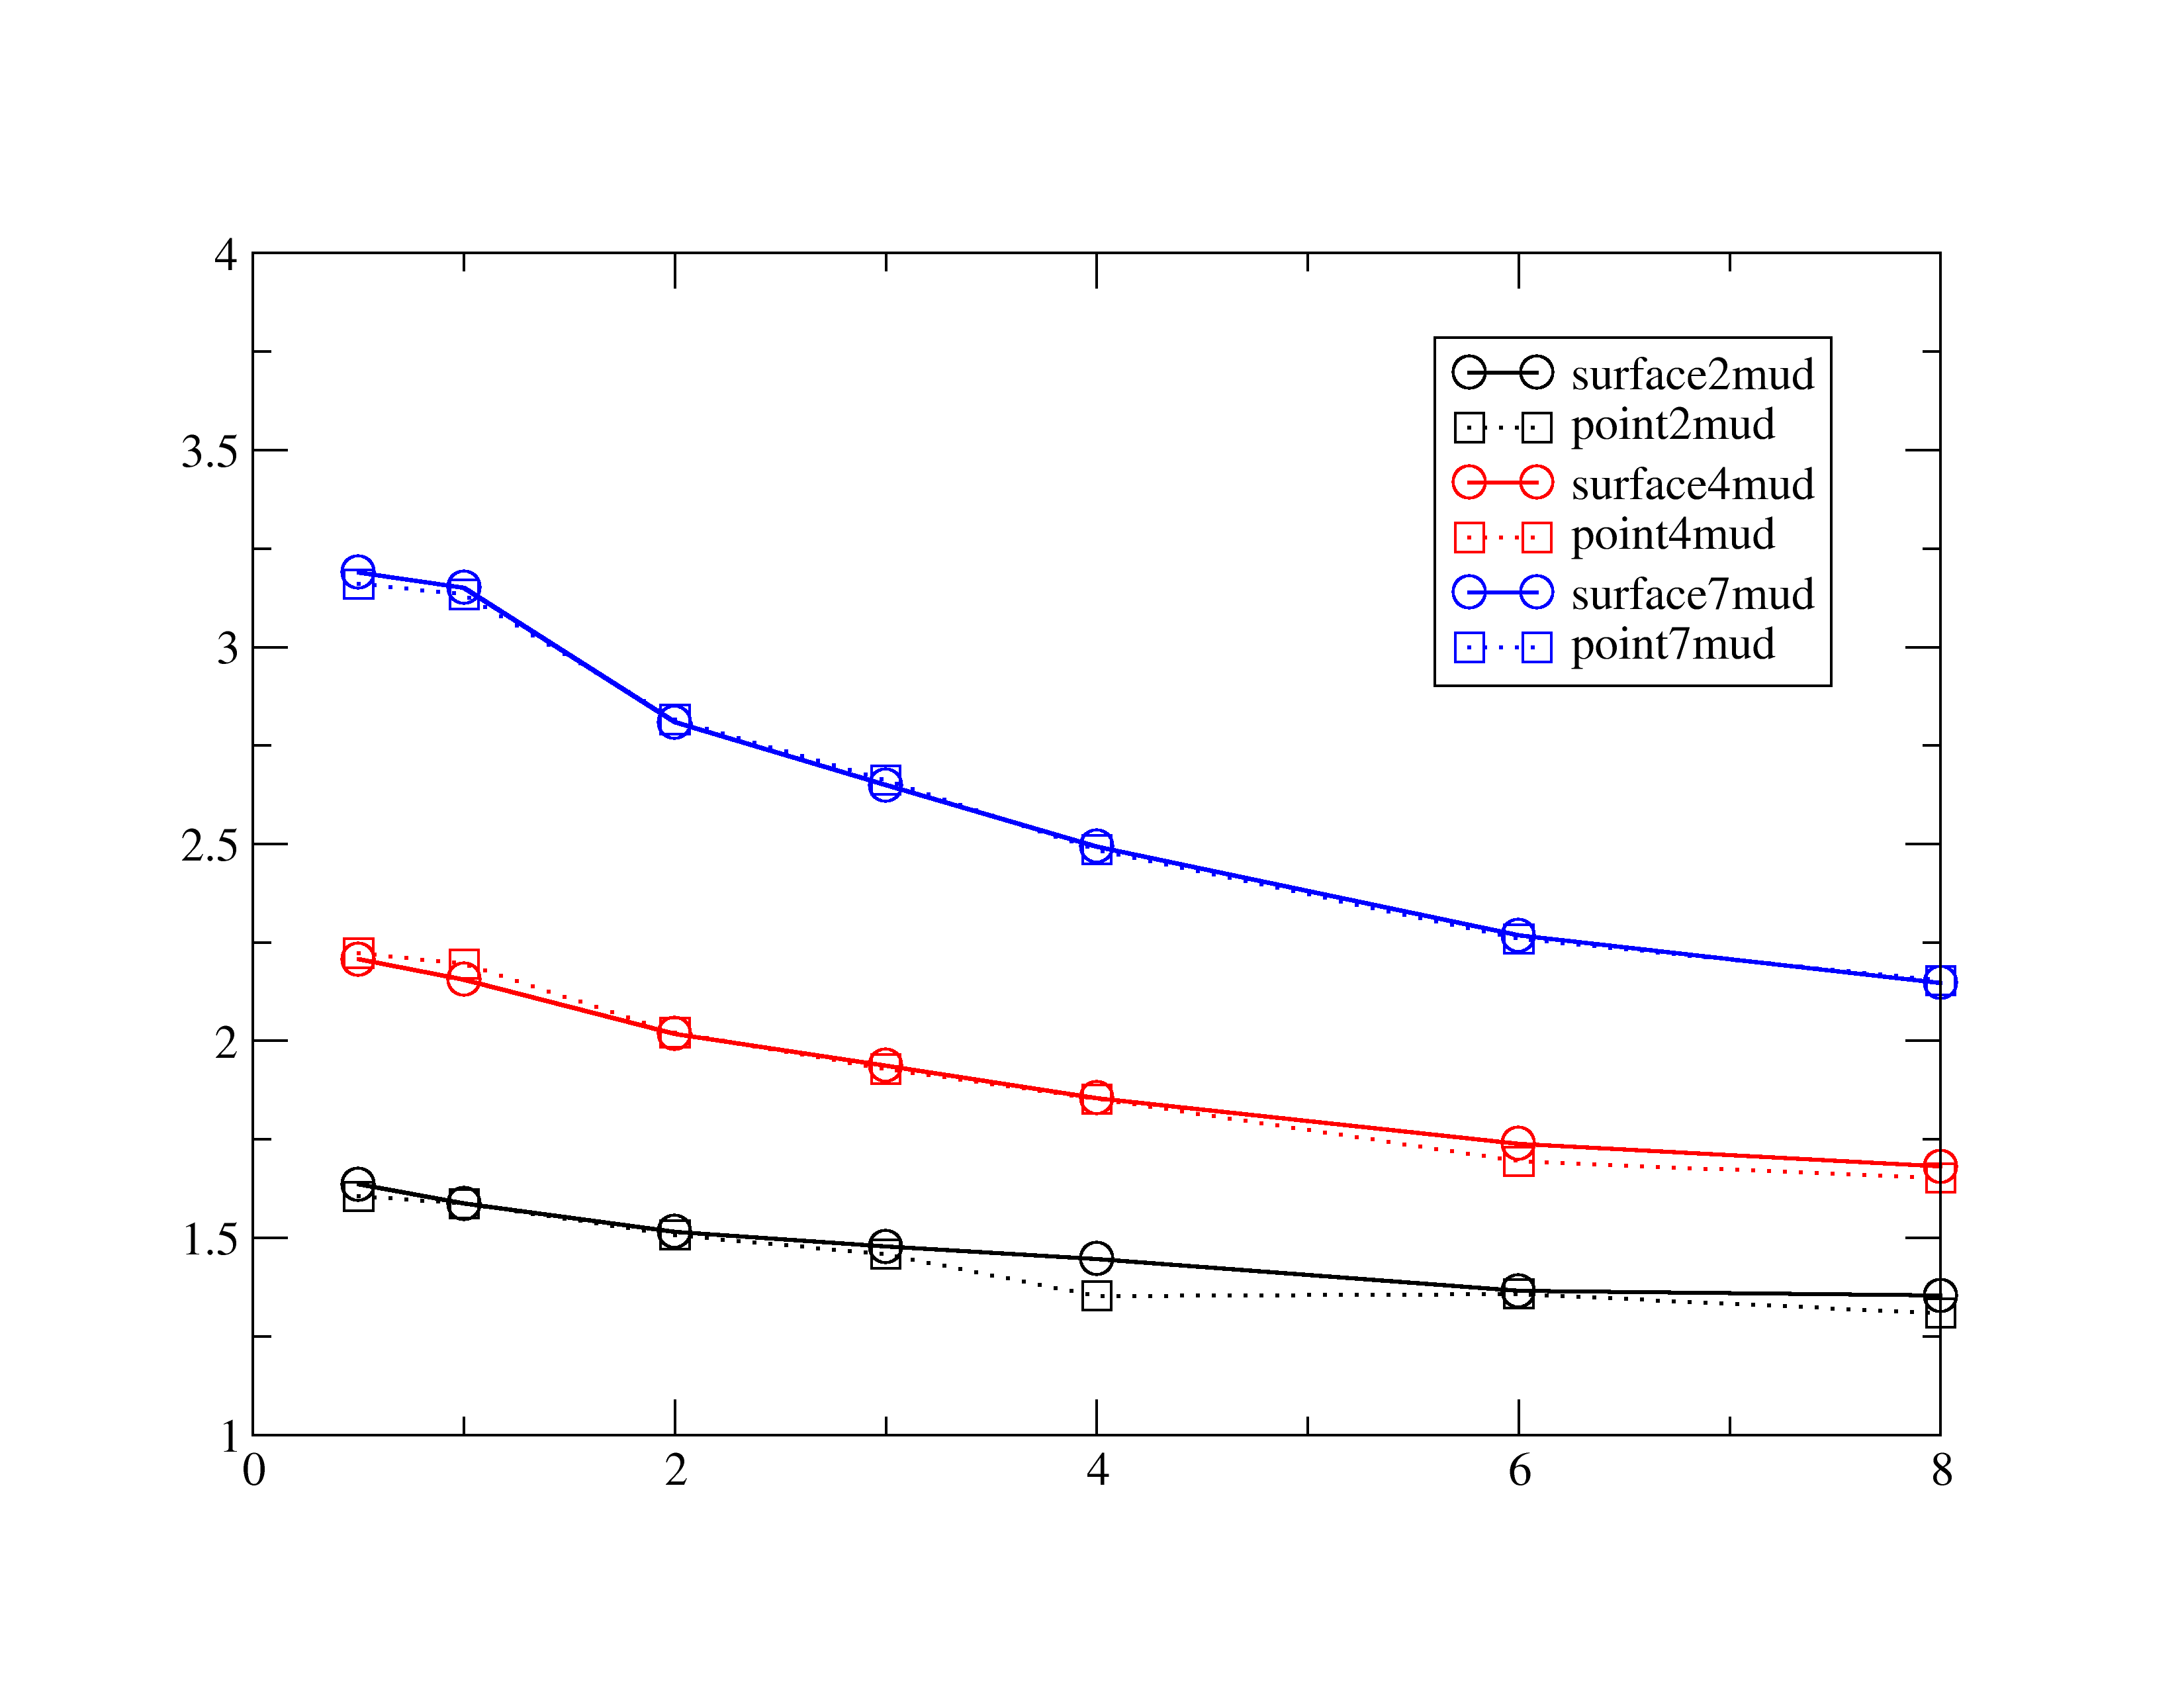 4
3.5
3
2.5
2
1.5
1
0 2 4 6 8
surface2mud
point2mud
surface4mud
point4mud
surface7mud
point7mud